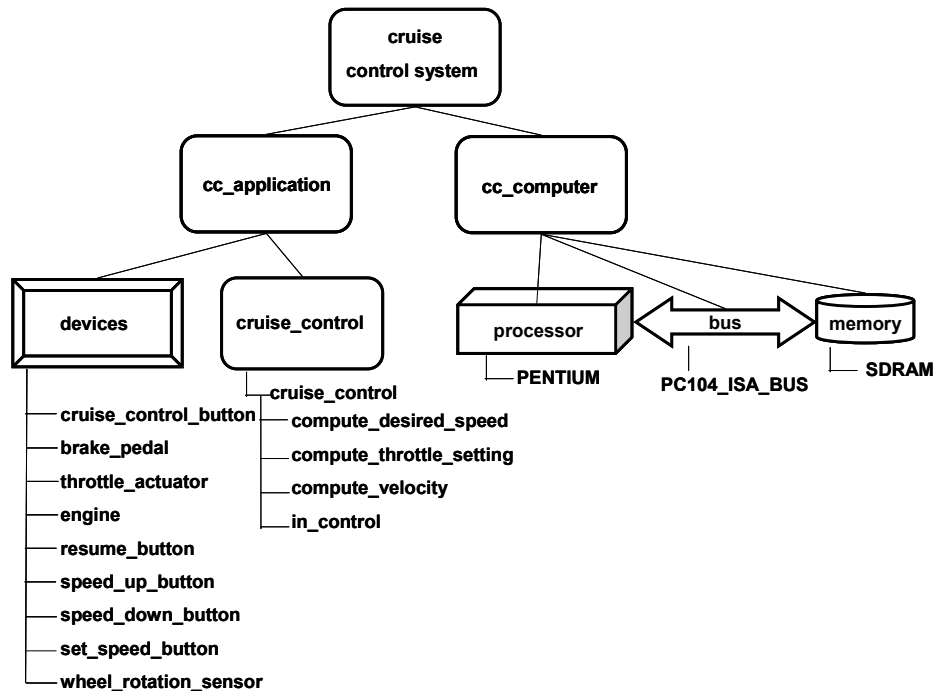 cruise
control system
cc_application
cc_computer
devices
cruise_control
processor
bus
memory
PENTIUM
PC104_ISA_BUS
SDRAM
cruise_control_button
brake_pedal
throttle_actuator
engine
resume_button
speed_up_button
speed_down_button
set_speed_button
wheel_rotation_sensor
cruise_control
compute_desired_speed
compute_throttle_setting
compute_velocity
in_control